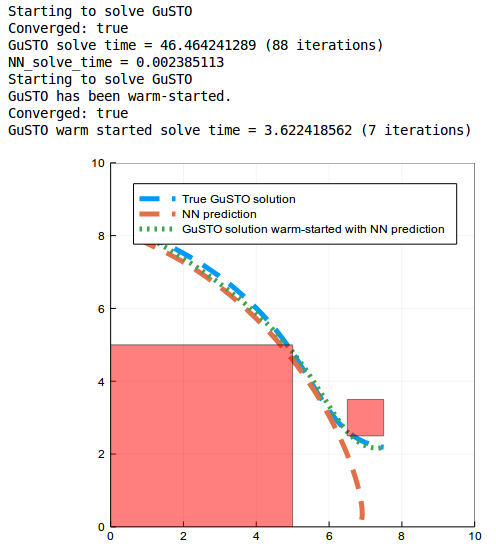 Starting to solve GuSTO
Converged: true
GuSTO solve time = 46.464241289 (88 iterations)
NN_solve_time = 0.002385113
Starting to solve GuSTO
GuSTO has been warm-started.
Converged: true
GuSTO warm started solve time = 3.622418562 (7 iterations)
10
True GuSTO solution
NN prediction
GuSTO solution warm-started with NN prediction
8
6
4
2
0
0 2 4 6 8 10